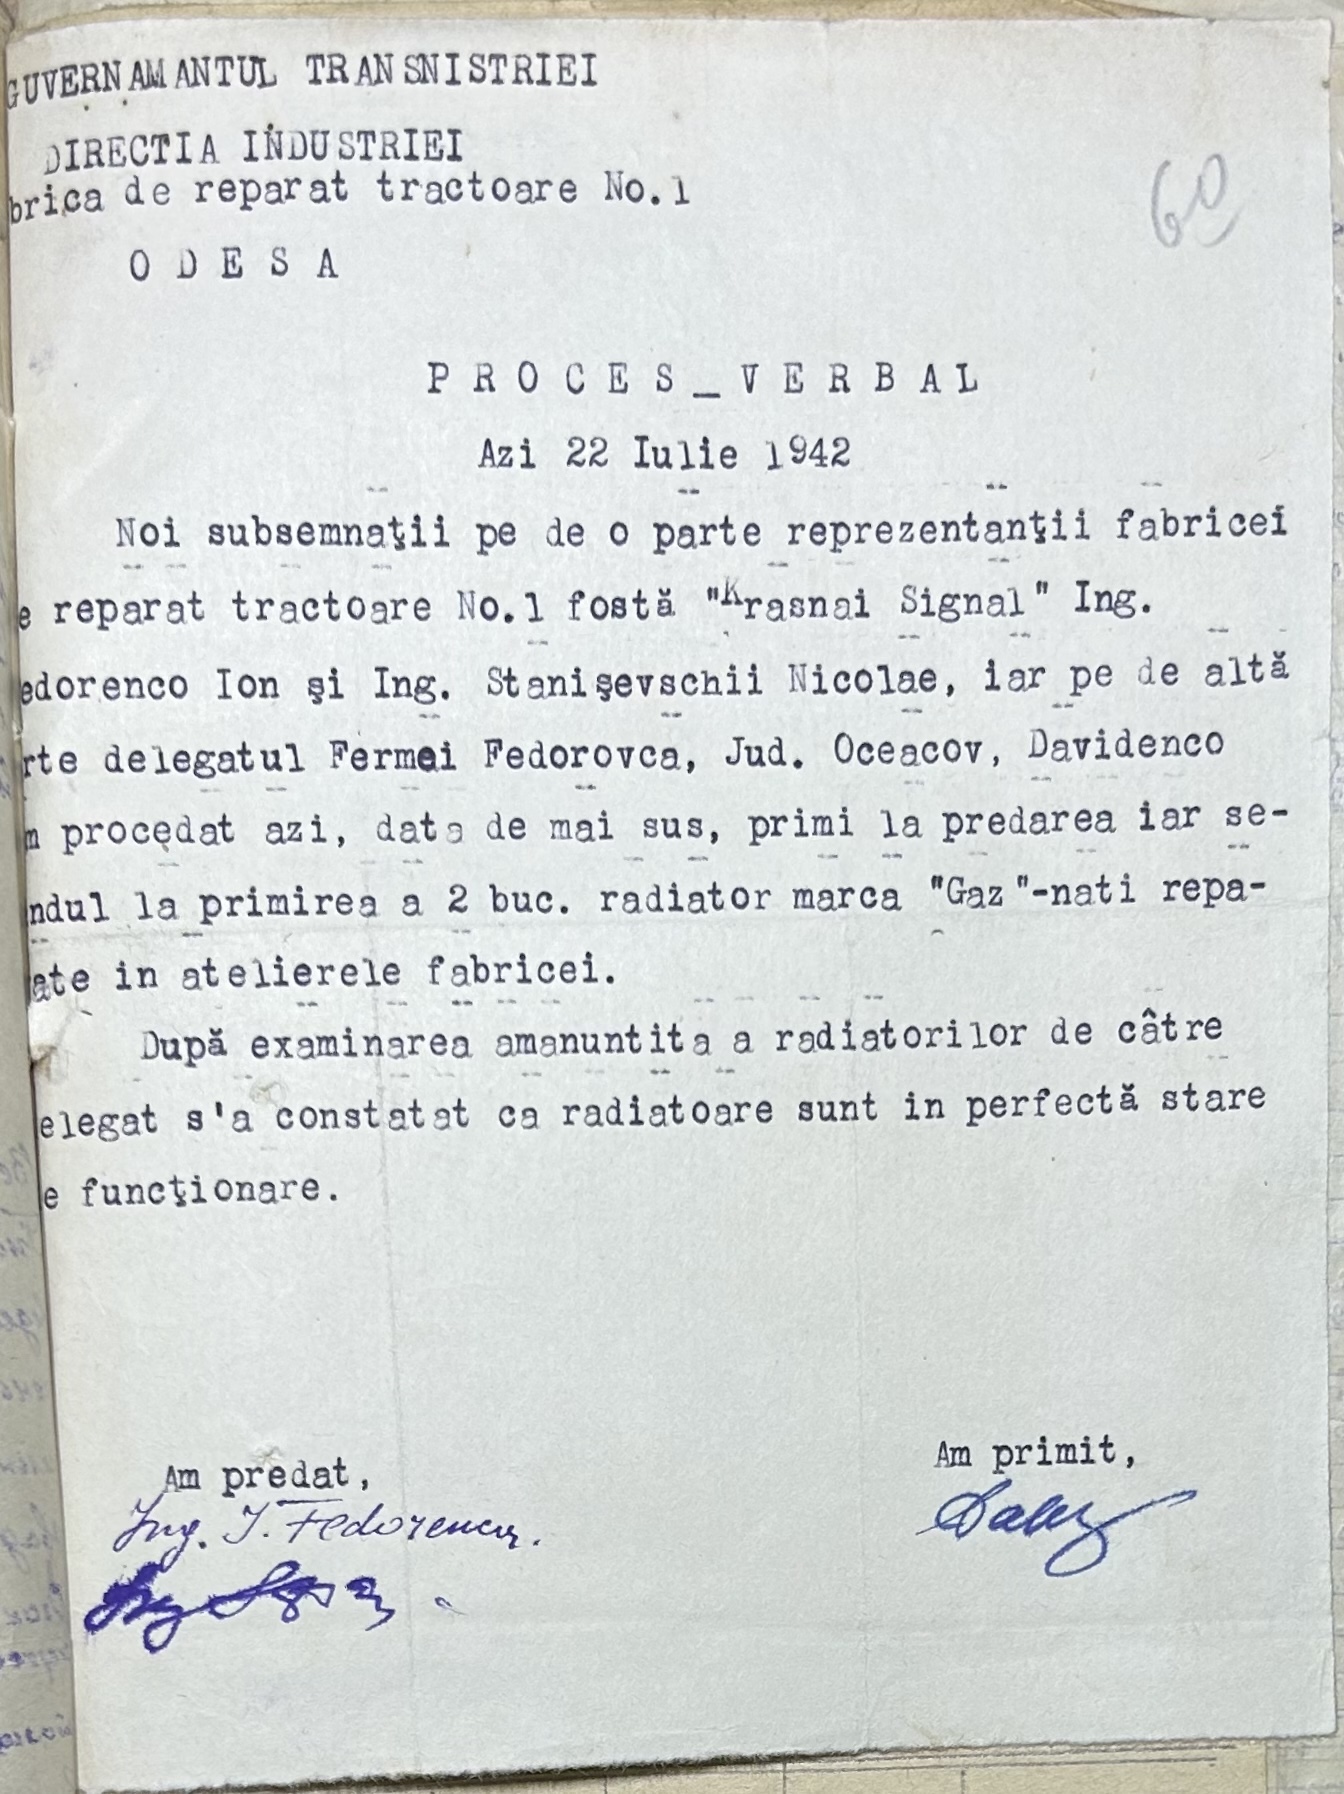 GUVERNAMANTUL TRANSNISTRIEI
DIRECTIA INDUSTRIEI
brica de reparat tractoare No.1
60
O D E S A
P R O C E S _ V E R B A L
Azi 22 Iulie 1942
Noi subsemnaţii pe de o parte reprezentanţii fabricei
e reparat tractoare No.1 fostă "Krasnai Signal" Ing.
edorenco Ion şi Ing. Stanişevschii Nicolae, iar pe de altă
rte delegatul Fermei Fedorovca, Jud. Oceacov, Davidenco
m procedat azi, data de mai sus, primi la predarea iar se-
ndul la primirea a 2 buc. radiator marca "Gaz"-nati repa-
ate in atelierele fabricei.
După examinarea amanuntita a radiatorilor de câtre
elegat s'a constatat ca radiatoare sunt in perfectă stare
e funcţionare.
Am predat,
Am primit,
Ing. I. Fedorenco.